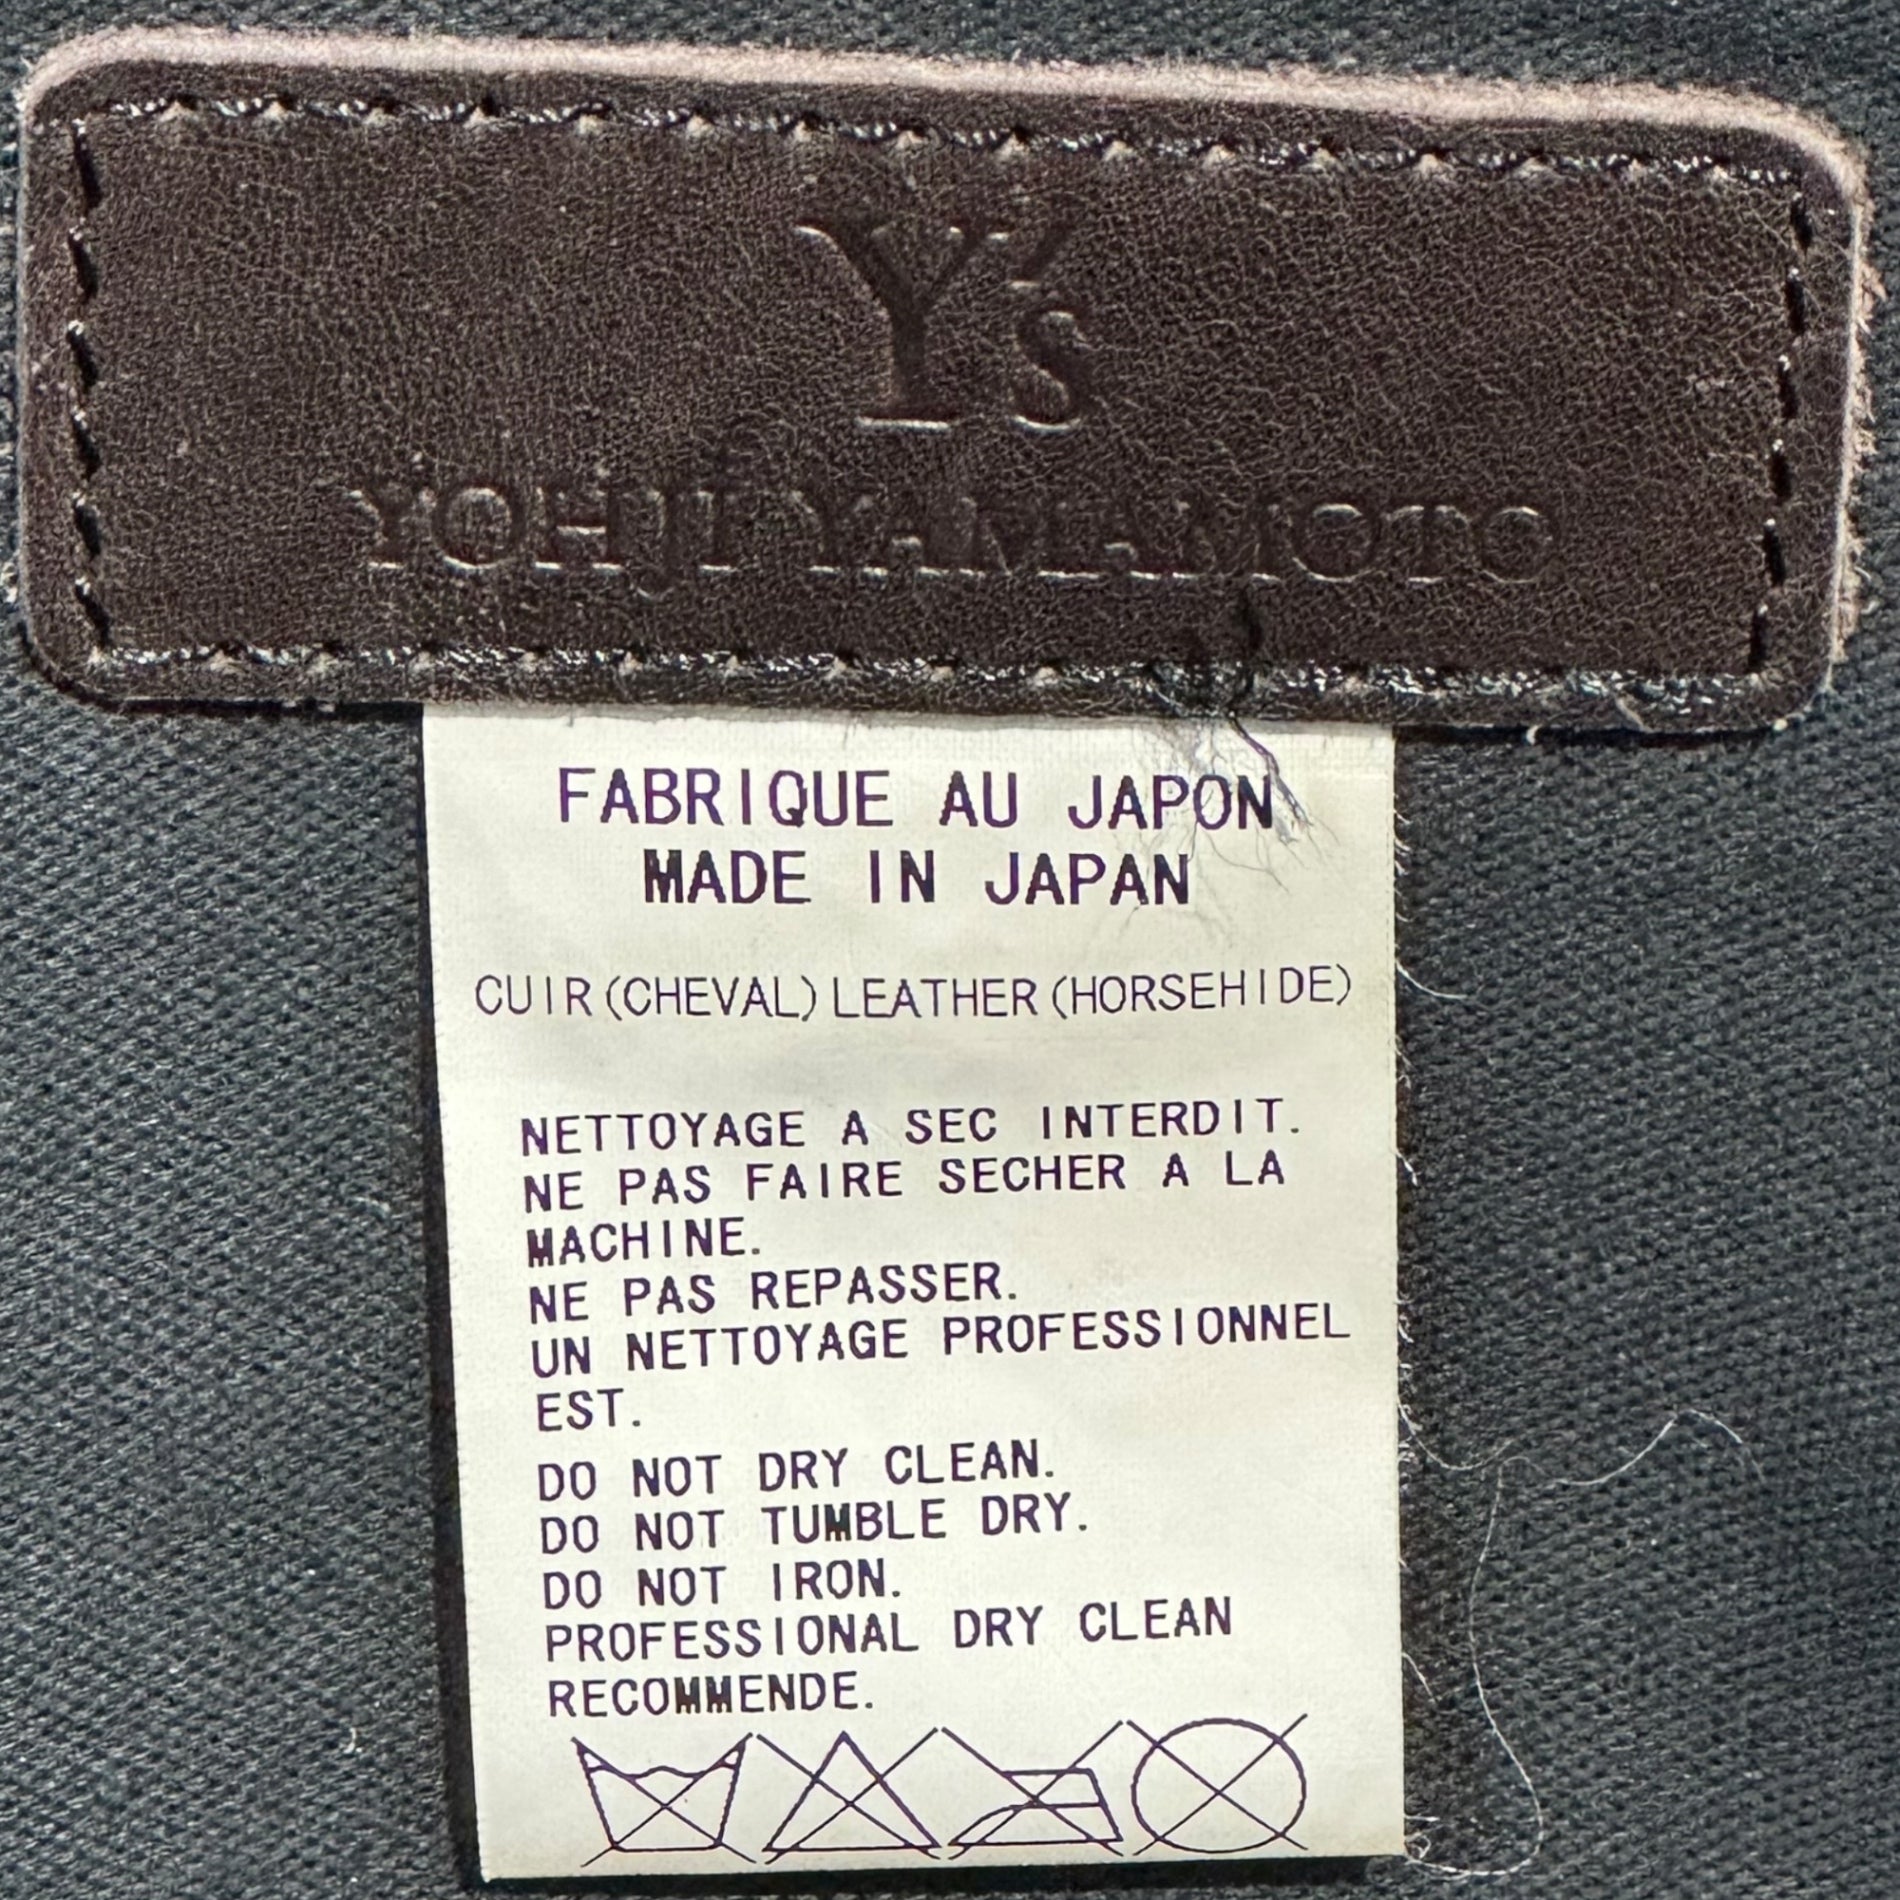 Y's
YOHJI YAMAMOTO
FABRIQUE AU JAPON
MADE IN JAPAN
CUIR(CHEVAL)LEATHER(HORSEHIDE)
NETTOYAGE A SEC INTERDIT.
NE PAS FAIRE SECHER A LA
MACHINE.
NE PAS REPASSER.
UN NETTOYAGE PROFESSIONNEL
EST.
DO NOT DRY CLEAN.
DO NOT TUMBLE DRY.
DO NOT IRON.
PROFESSIONAL DRY CLEAN
RECOMMENDE.